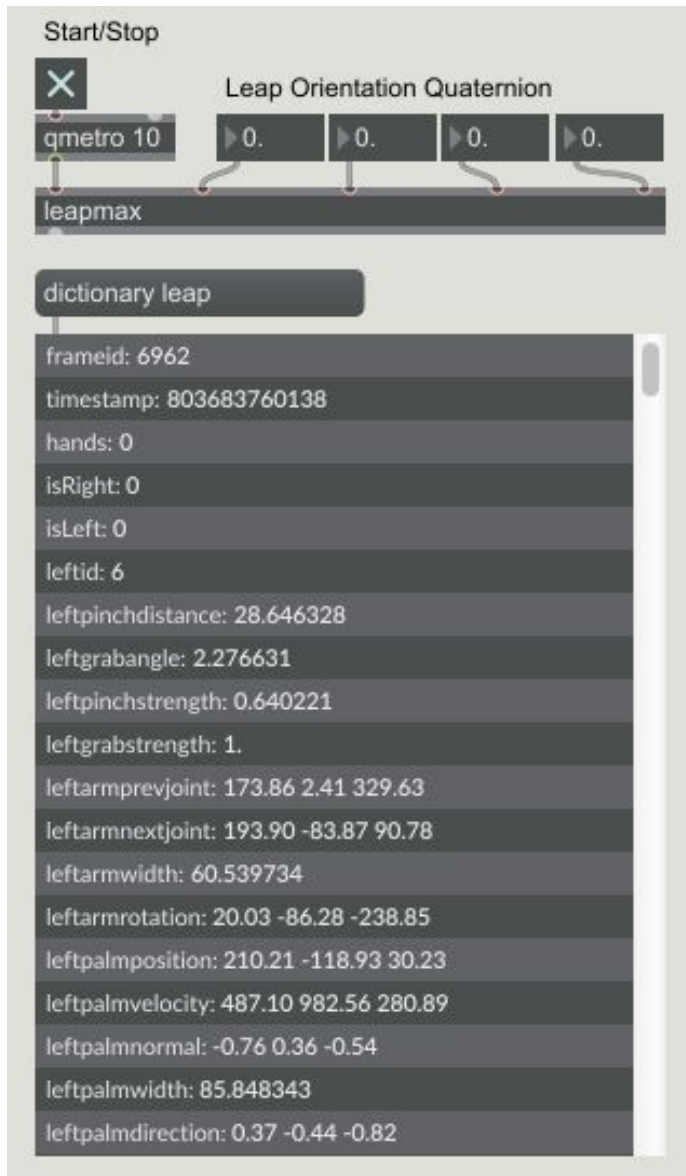 Start/Stop
Leap Orientation Quaternion
qmetro 10
0.
0.
0.
0.
leapmax
dictionary leap
frameid: 6962
timestamp: 803683760138
hands: 0
isRight: 0
isLeft: 0
leftid: 6
leftpinchdistance: 28.646328
leftgrabangle: 2.276631
leftpinchstrength: 0.640221
leftgrabstrength: 1.
leftarmprevjoint: 173.86 2.41 329.63
leftarmnextjoint: 193.90 -83.87 90.78
leftarmwidth: 60.539734
leftarmrotation: 20.03 -86.28 -238.85
leftpalmposition: 210.21 -118.93 30.23
leftpalmvelocity: 487.10 982.56 280.89
leftpalmnormal: -0.76 0.36 -0.54
leftpalmwidth: 85.848343
leftpalmdirection: 0.37 -0.44 -0.82